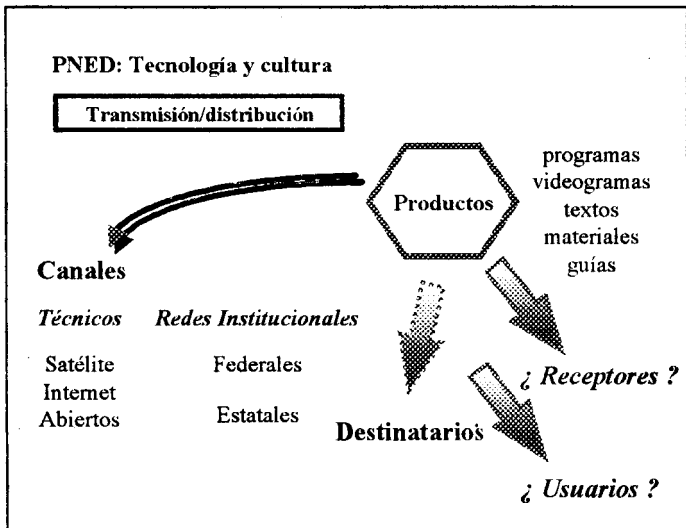 PNED: Tecnología y cultura
Transmisión/distribución
Productos
programas
videogramas
textos
materiales
guías
Canales
Técnicos
Satélite
Internet
Abiertos
Redes Institucionales
Federales
Estatales
Destinatarios
¿ Receptores ?
¿ Usuarios ?